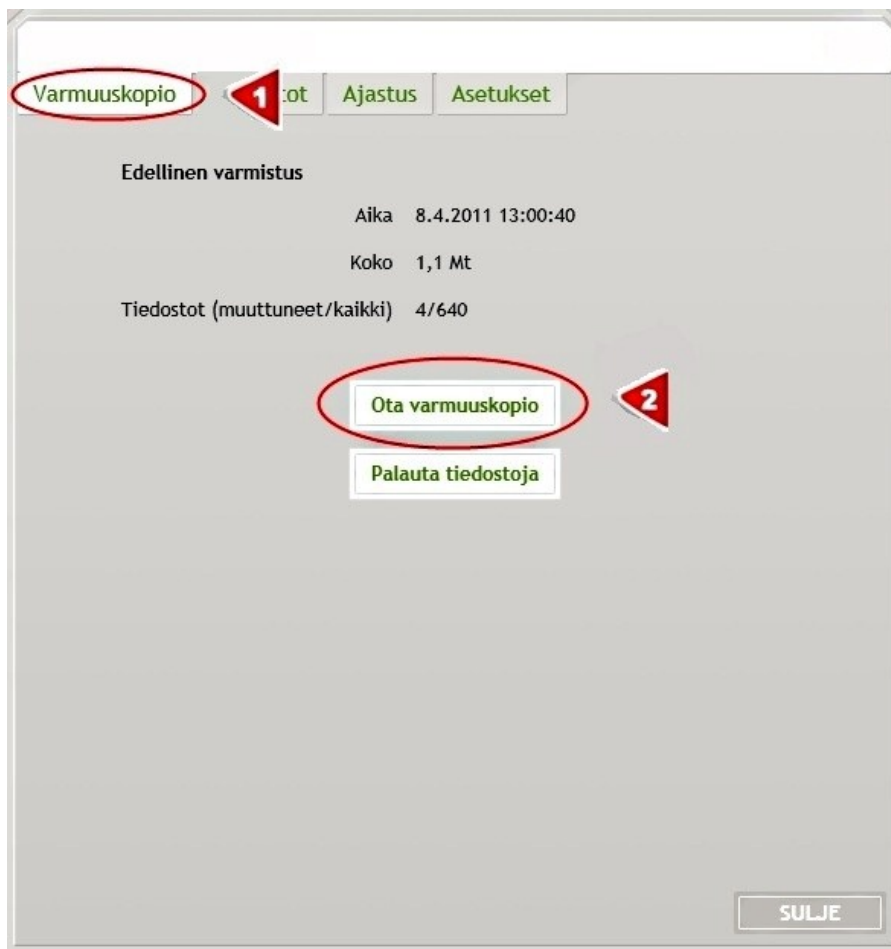 Varmuuskopio 1 Ajastus Asetukset
Edellinen varmistus
Aika 8.4.2011 13:00:40
Koko 1,1 Mt
Tiedostot (muuttuneet/kaikki) 4/640
Ota varmuuskopio 2
Palauta tiedostoja
SULJE